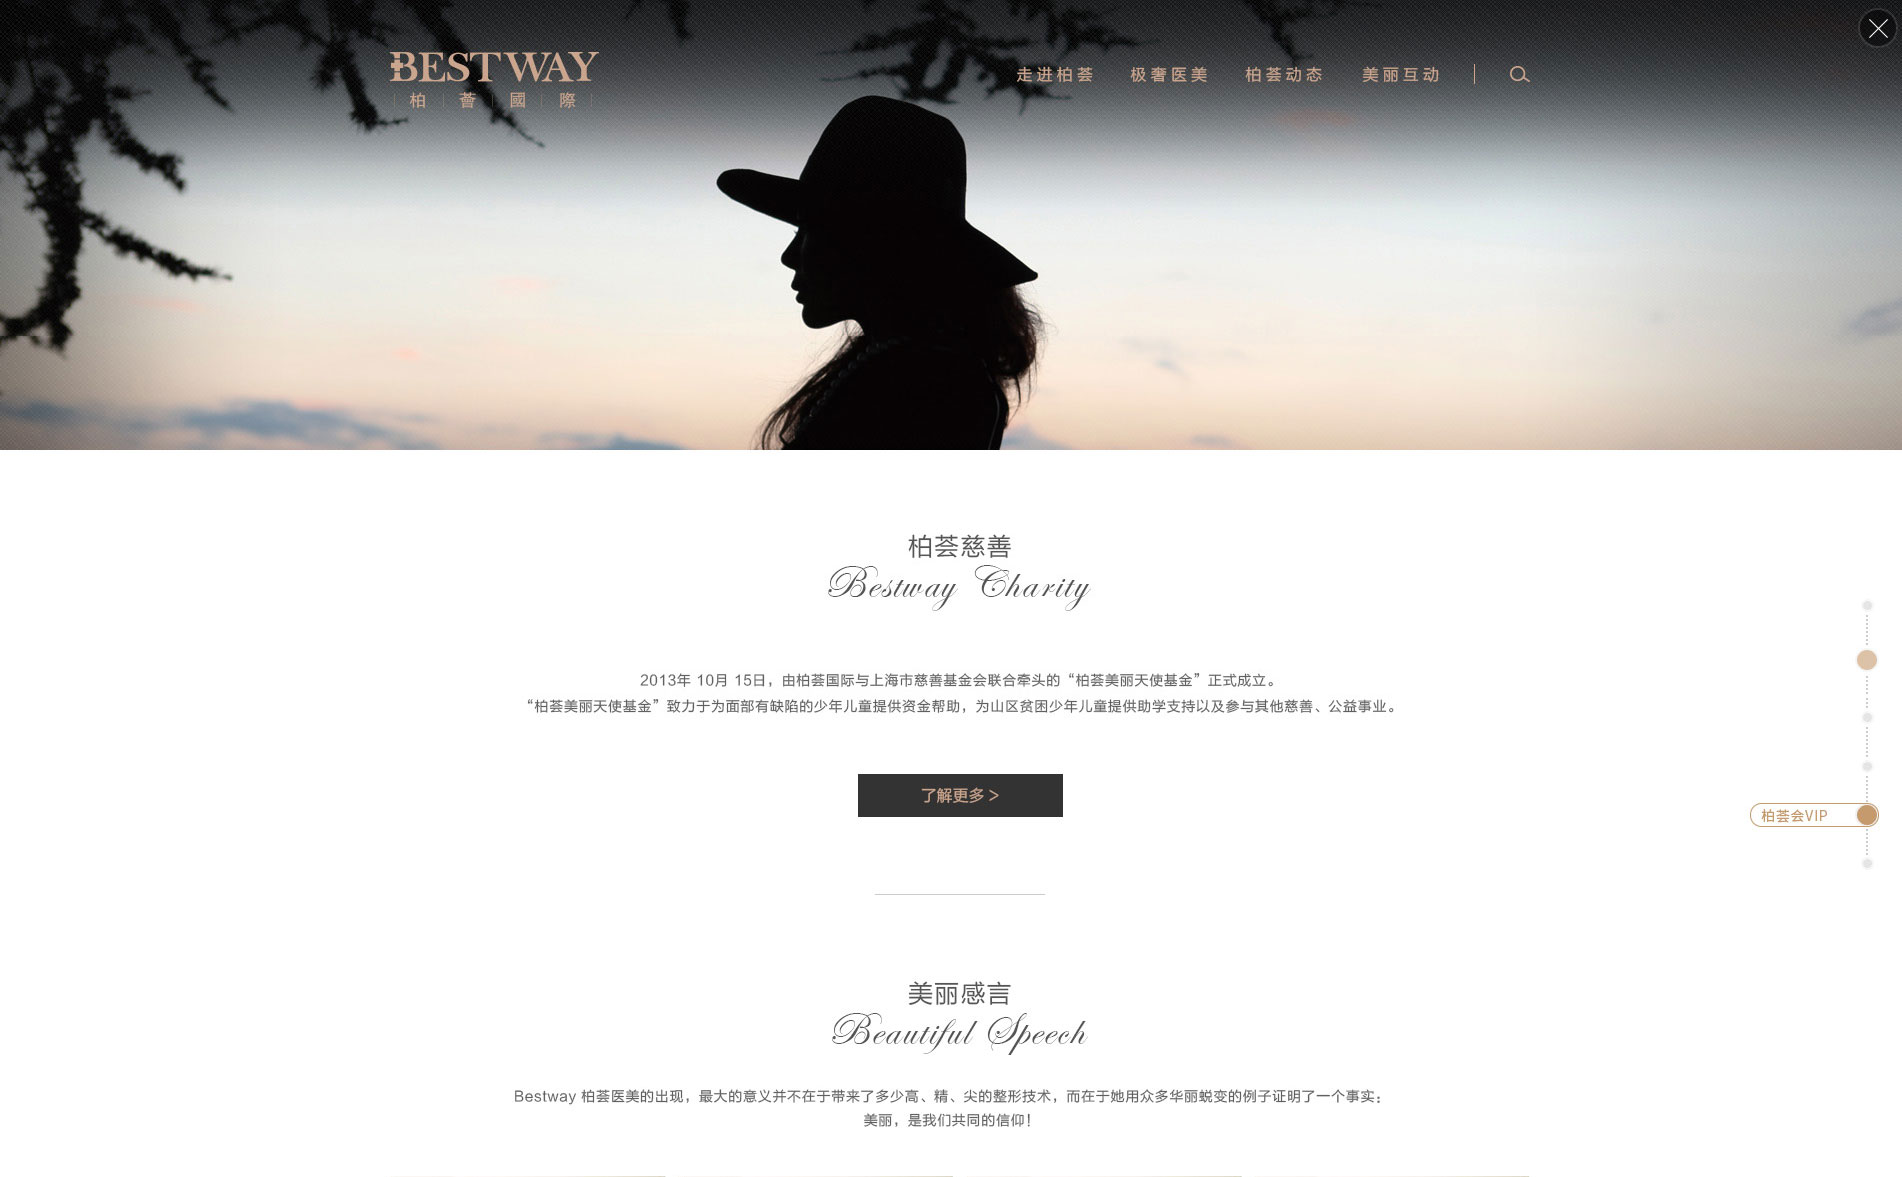 BESTWAY
柏薈國際
走进柏荟 极奢医美 柏荟动态 美丽互动
柏荟慈善
Bestway Charity
2013年 10月 15日，由柏荟国际与上海市慈善基金会联合牵头的“柏荟美丽天使基金”正式成立。
“柏荟美丽天使基金”致力于为面部有缺陷的少年儿童提供资金帮助，为山区贫困少年儿童提供助学支持以及参与其他慈善、公益事业。
了解更多 >
柏荟会VIP
美丽感言
Beautiful Speech
Bestway 柏荟医美的出现，最大的意义并不在于带来了多少高、精、尖的整形技术，而在于她用众多华丽蜕变的例子证明了一个事实：
美丽，是我们共同的信仰！